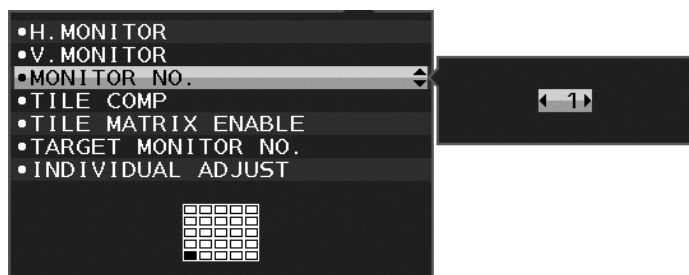 •H.MONITOR
•V.MONITOR
•MONITOR NO.
•TILE COMP
•TILE MATRIX ENABLE
•TARGET MONITOR NO.
•INDIVIDUAL ADJUST
1